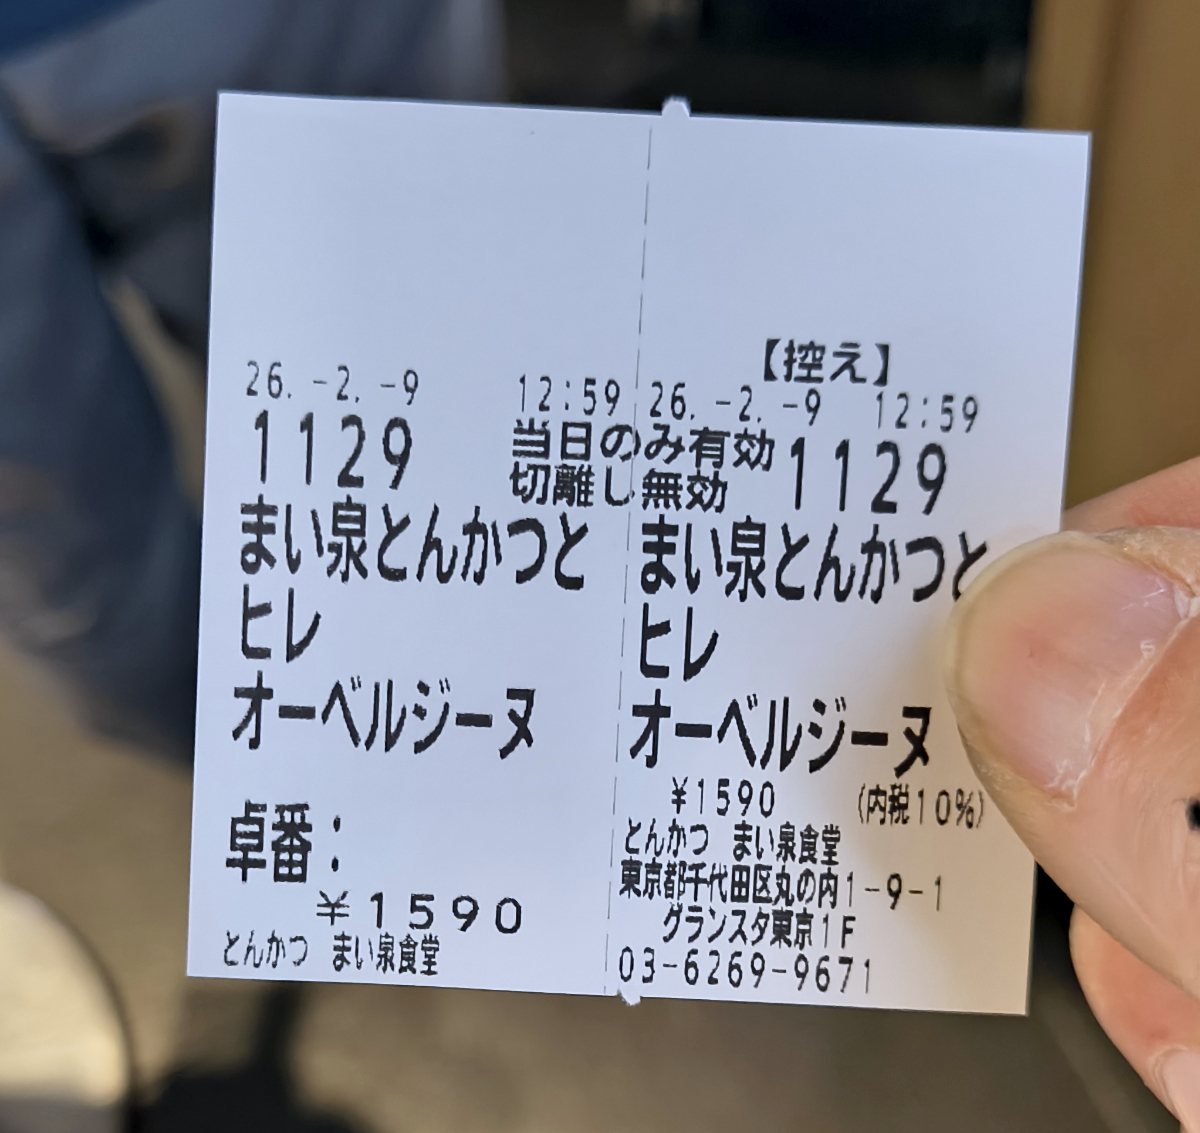 26.-2.-9 12:59
1129
当日のみ有効
切離し無効
まい泉とんかつと
ヒレ
オーベルジーヌ
卓番：
¥1590
とんかつ まい泉食堂
【控え】
26.-2.-9 12:59
1129
まい泉とんかつと
ヒレ
オーベルジーヌ
¥1590 (内税10%)
とんかつ まい泉食堂
東京都千代田区丸の内1-9-1
グランスタ東京1F
03-6269-9671